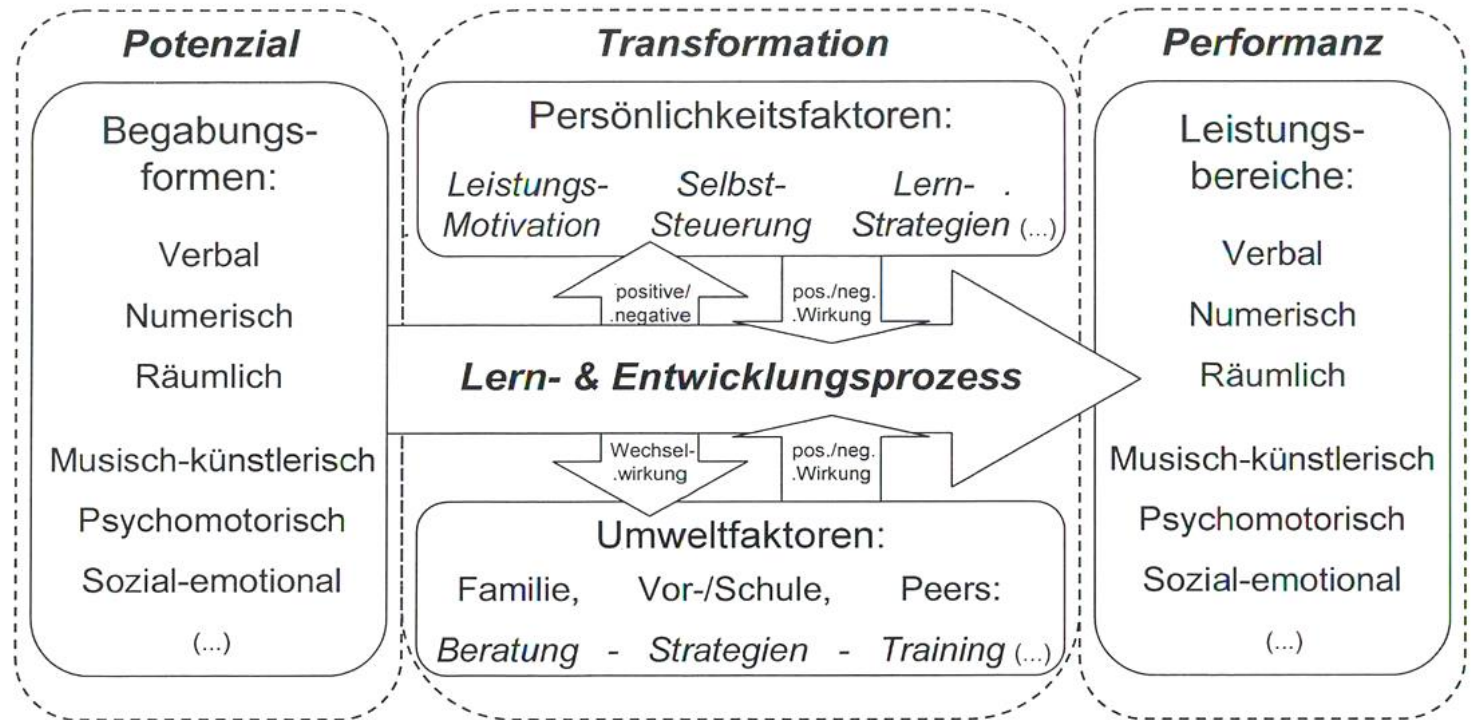 Potenzial
Begabungs-
formen:
Verbal
Numerisch
Räumlich
Musisch-künstlerisch
Psychomotorisch
Sozial-emotional
(...)
Transformation
Persönlichkeitsfaktoren:
Leistungs- Selbst- Lern- .
Motivation Steuerung Strategien (...)
positive/ pos./neg.
.negative .Wirkung
Lern- & Entwicklungsprozess
Wechsel- pos./neg.
.wirkung .Wirkung
Umweltfaktoren:
Familie, Vor-/Schule, Peers:
Beratung - Strategien - Training (...)
Performanz
Leistungs-
bereiche:
Verbal
Numerisch
Räumlich
Musisch-künstlerisch
Psychomotorisch
Sozial-emotional
(...)